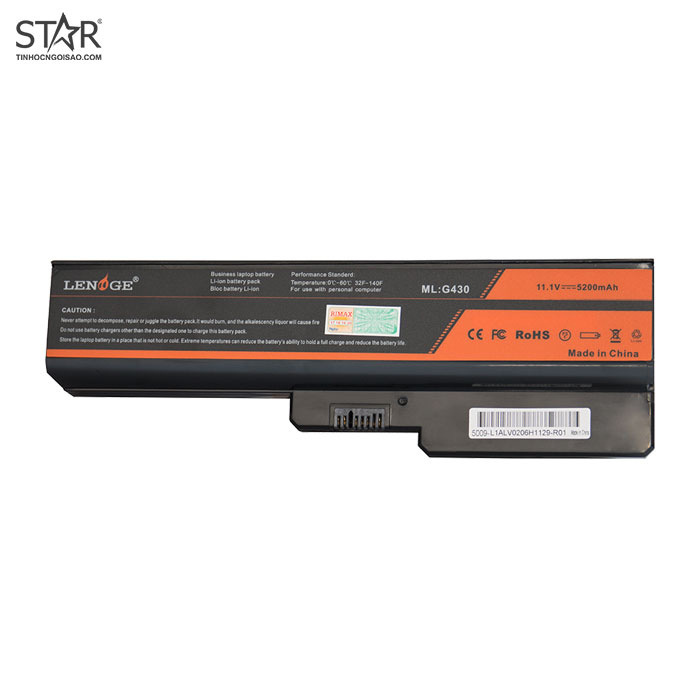 STAR
TINHOCNGOISAO.COM
LENOGE
Business laptop battery
Li-ion battery pack
Bloc battery Li-ion
Performance Standard:
Temperature 0℃-60℃ 32F-140F
For use with personal computer
ML:G430
11.1V 5200mAh
CAUTION :
Never attempt to decompose, repair or juggle the battery pack.It would burn, and the alkalescency liquor will cause fire
Do not use battery chargers other than the designated one to charge this battery.
Store the laptop battery in a place that is not hot or cold. Extreme temperatures can reduce the battery's ability to hold a full charge and reduce the battery's.
BIMAX
CE FC RoHS
Made in China
5D09-L1ALV0206H1129-R01 Made in China